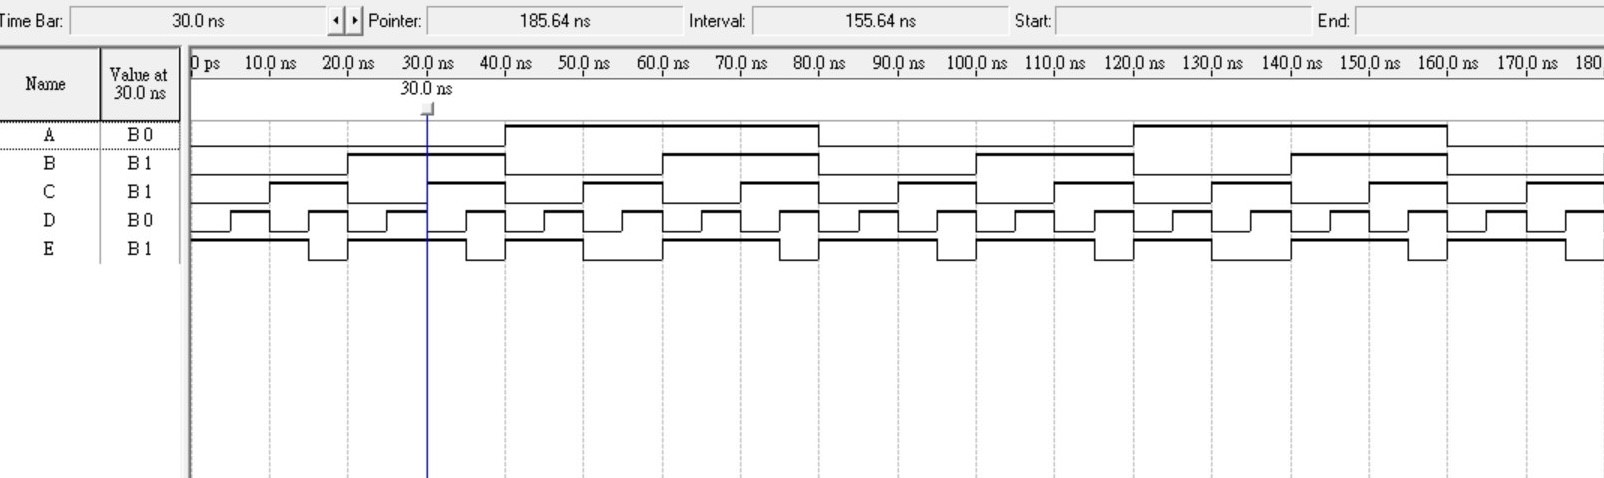 Time Bar: 30.0 ns Pointer: 185.64 ns Interval: 155.64 ns Start: End:
Name Value at 30.0 ns
0 ps 10.0 ns 20.0 ns 30.0 ns 40.0 ns 50.0 ns 60.0 ns 70.0 ns 80.0 ns 90.0 ns 100.0 ns 110.0 ns 120.0 ns 130.0 ns 140.0 ns 150.0 ns 160.0 ns 170.0 ns 180
30.0 ns
A B 0
B B 1
C B 1
D B 0
E B 1